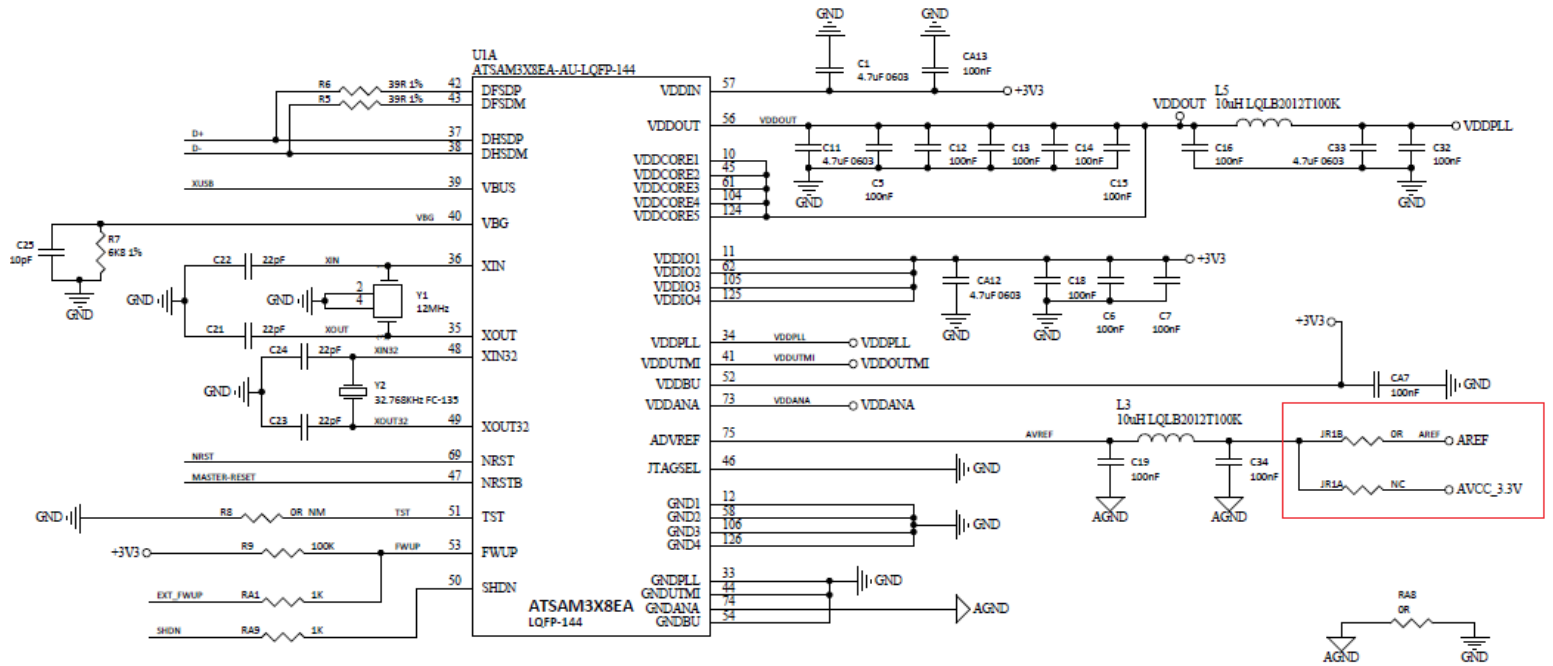 U1A
ATSAM3X8EA-AU-LQFP-144
R6 39R 1% 42 DFSDP
R5 39R 1% 43 DFSDM
D+ 37 DHSDP
D- 38 DHSDM
XUSB 39 VBUS
VBG 40 VBG
C25
10pF
R7
6K8 1%
GND
C22 22pF XIN 36 XIN
GND
GND
2
4
Y1
12MHz
C21 22pF XOUT 35 XOUT
C24 22pF XIN32 48 XIN32
GND
Y2
32.768KHz FC-135
C23 22pF XOUT32 49 XOUT32
NRST 69 NRST
MASTER-RESET 47 NRSTB
GND R8 0R NM TST 51 TST
+3V3 R9 100K FWUP 53 FWUP
EXT_FWUP RA1 1K
50 SHDN
SHDN RA9 1K
ATSAM3X8EA
LQFP-144
GND
GND
C1
4.7uF 0603
CA13
100nF
VDDIN 57 +3V3
VDDOUT 56 VDDOUT
VDDOUT
L5
10uH LQLB2012T100K
VDDPLL
C11
4.7uF 0603
C5
100nF
C12
100nF
C13
100nF
C14
100nF
C15
100nF
C16
100nF
C33
4.7uF 0603
C32
100nF
GND
GND
VDDCORE1 10
VDDCORE2 45
VDDCORE3 61
VDDCORE4 104
VDDCORE5 124
VDDIO1 11
VDDIO2 62
VDDIO3 105
VDDIO4 125
+3V3
CA12
4.7uF 0603
C18
100nF
C6
100nF
C7
100nF
GND
GND
VDDPLL 34 VDDPLL VDDPLL
VDDUTMI 41 VDDUTMI VDDOUTMI
VDDBU 52
+3V3
CA7
100nF
GND
VDDANA 73 VDDANA VDDANA
ADVREF 75 AVREF
L3
10uH LQLB2012T100K
C19
100nF
C34
100nF
AGND
AGND
JR1B 0R AREF AREF
JR1A NC AVCC_3.3V
JTAGSEL 46 GND
GND1 12
GND2 58
GND3 106
GND4 126
GND
GNDPLL 33
GNDUTMI 44
GNDANA 74
GNDBU 54
GND
AGND
RA8
0R
AGND
GND